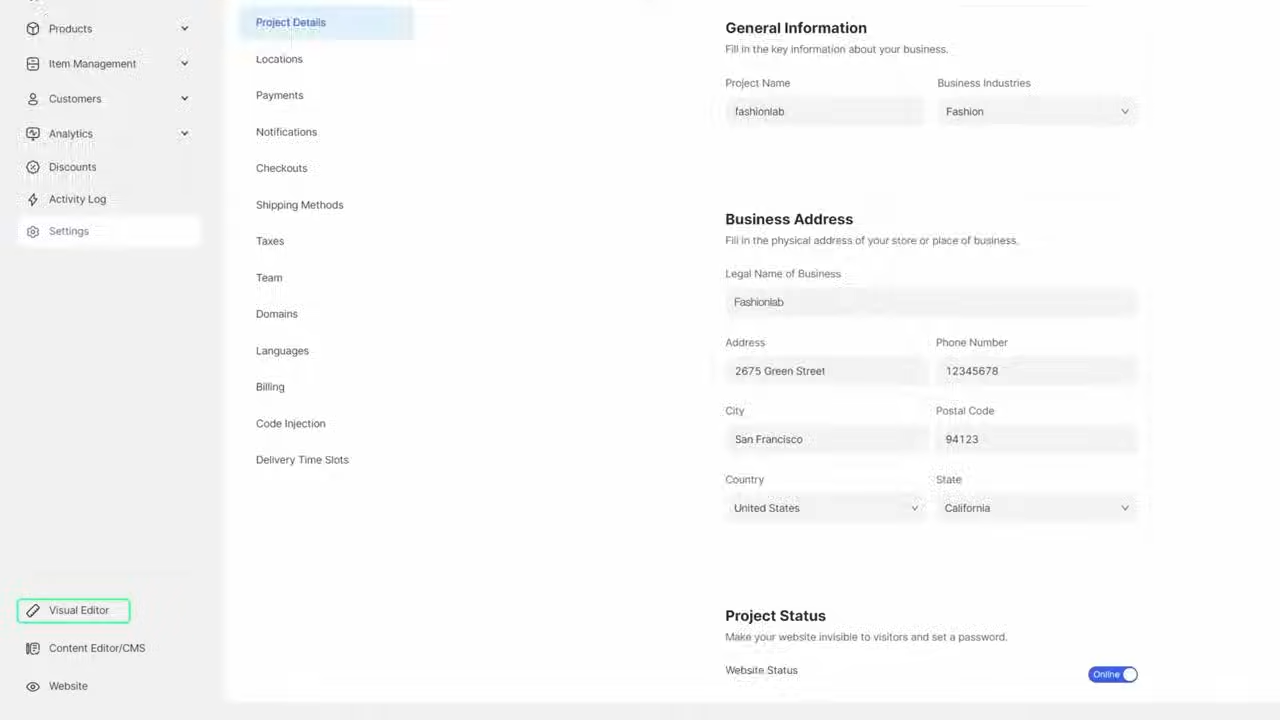 Products
Item Management
Customers
Analytics
Discounts
Activity Log
Settings
Visual Editor
Content Editor/CMS
Website
Project Details
Locations
Payments
Notifications
Checkouts
Shipping Methods
Taxes
Team
Domains
Languages
Billing
Code Injection
Delivery Time Slots
General Information
Fill in the key information about your business.
Project Name Business Industries
fashionlab Fashion
Business Address
Fill in the physical address of your store or place of business.
Legal Name of Business
Fashionlab
Address Phone Number
2675 Green Street 12345678
City Postal Code
San Francisco 94123
Country State
United States California
Project Status
Make your website invisible to visitors and set a password.
Website Status Online